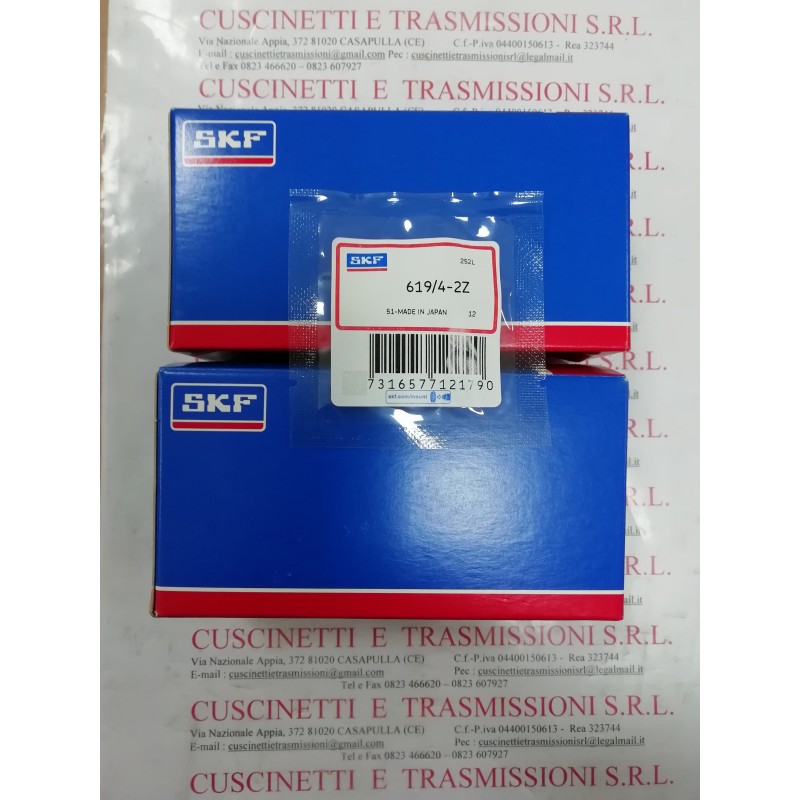 CUSCINETTI E TRASMISSIONI S.R.L.
Via Nazionale Appia, 372 81020 CASAPULLA (CE) C.f.-P.iva 04400150613 - Rea 323744
E-mail : cuscinettietrasmissioni@gmail.com Pec : cuscinettietrasmissionisrl@legalmail.it
Tel e Fax 0823 466620 – 0823 607927
CUSCINETTI E TRASMISSIONI S.R.L.
SKF
SKF
252L
619/4-2Z
51-MADE IN JAPAN
12
7316577121790
skf.com/mount
SKF
S.R.L.
S.R.L.
S.R.L.
CUSCINETTI E TRASMISSIONI S.R.L.
Via Nazionale Appia, 372 81020 CASAPULLA (CE) C.f.-P.iva 04400150613 - Rea 323744
E-mail : cuscinettietrasmissioni@gmail.com Pec : cuscinettietrasmissionisrl@legalmail.it
Tel e Fax 0823 466620 – 0823 607927
CUSCINETTI E TRASMISSIONI S.R.L.
Via Nazionale Appia, 372 81020 CASAPULLA (CE) C.f.-P.iva 04400150613 - Rea 323744
E-mail : cuscinettietrasmissioni@gmail.com Pec : cuscinettietrasmissionisrl@legalmail.it
Tel e Fax 0823 466620 – 0823 607927
CUSCINETTI E TRASMISSIONI S.R.L.